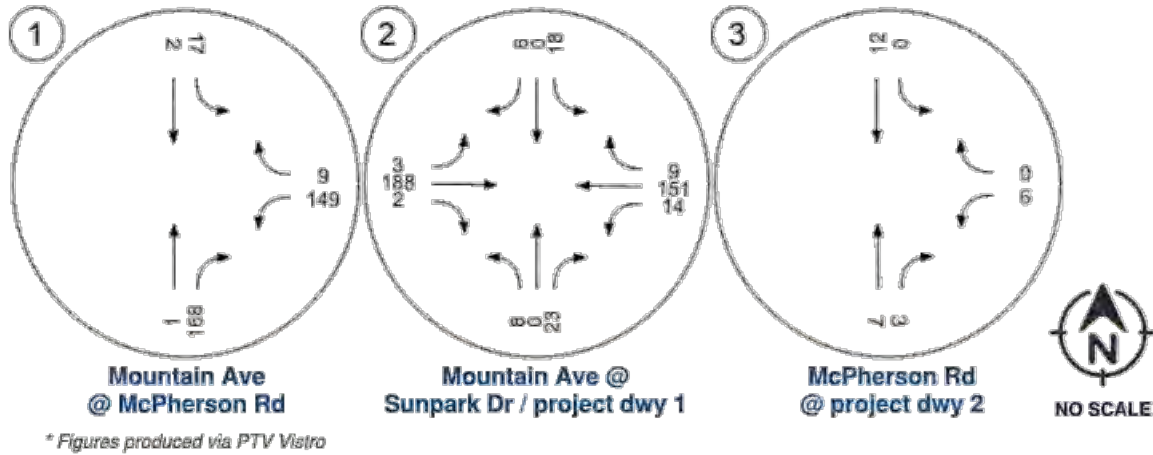 1
2
3
2 17
6 0 18
12 0
9
149
3
188
2
9
151
14
0
6
1 168
8 0 23
7 3
Mountain Ave
@ McPherson Rd
Mountain Ave @
Sunpark Dr / project dwy 1
McPherson Rd
@ project dwy 2
N
NO SCALE
* Figures produced via PTV Vistro